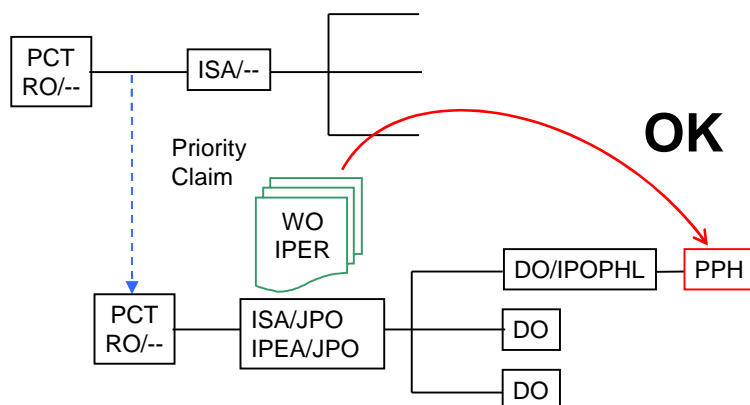 PCT
RO/--
ISA/--
OK
Priority
Claim
WO
IPER
DO/IPOPHL
PPH
PCT
RO/--
ISA/JPO
IPEA/JPO
DO
DO